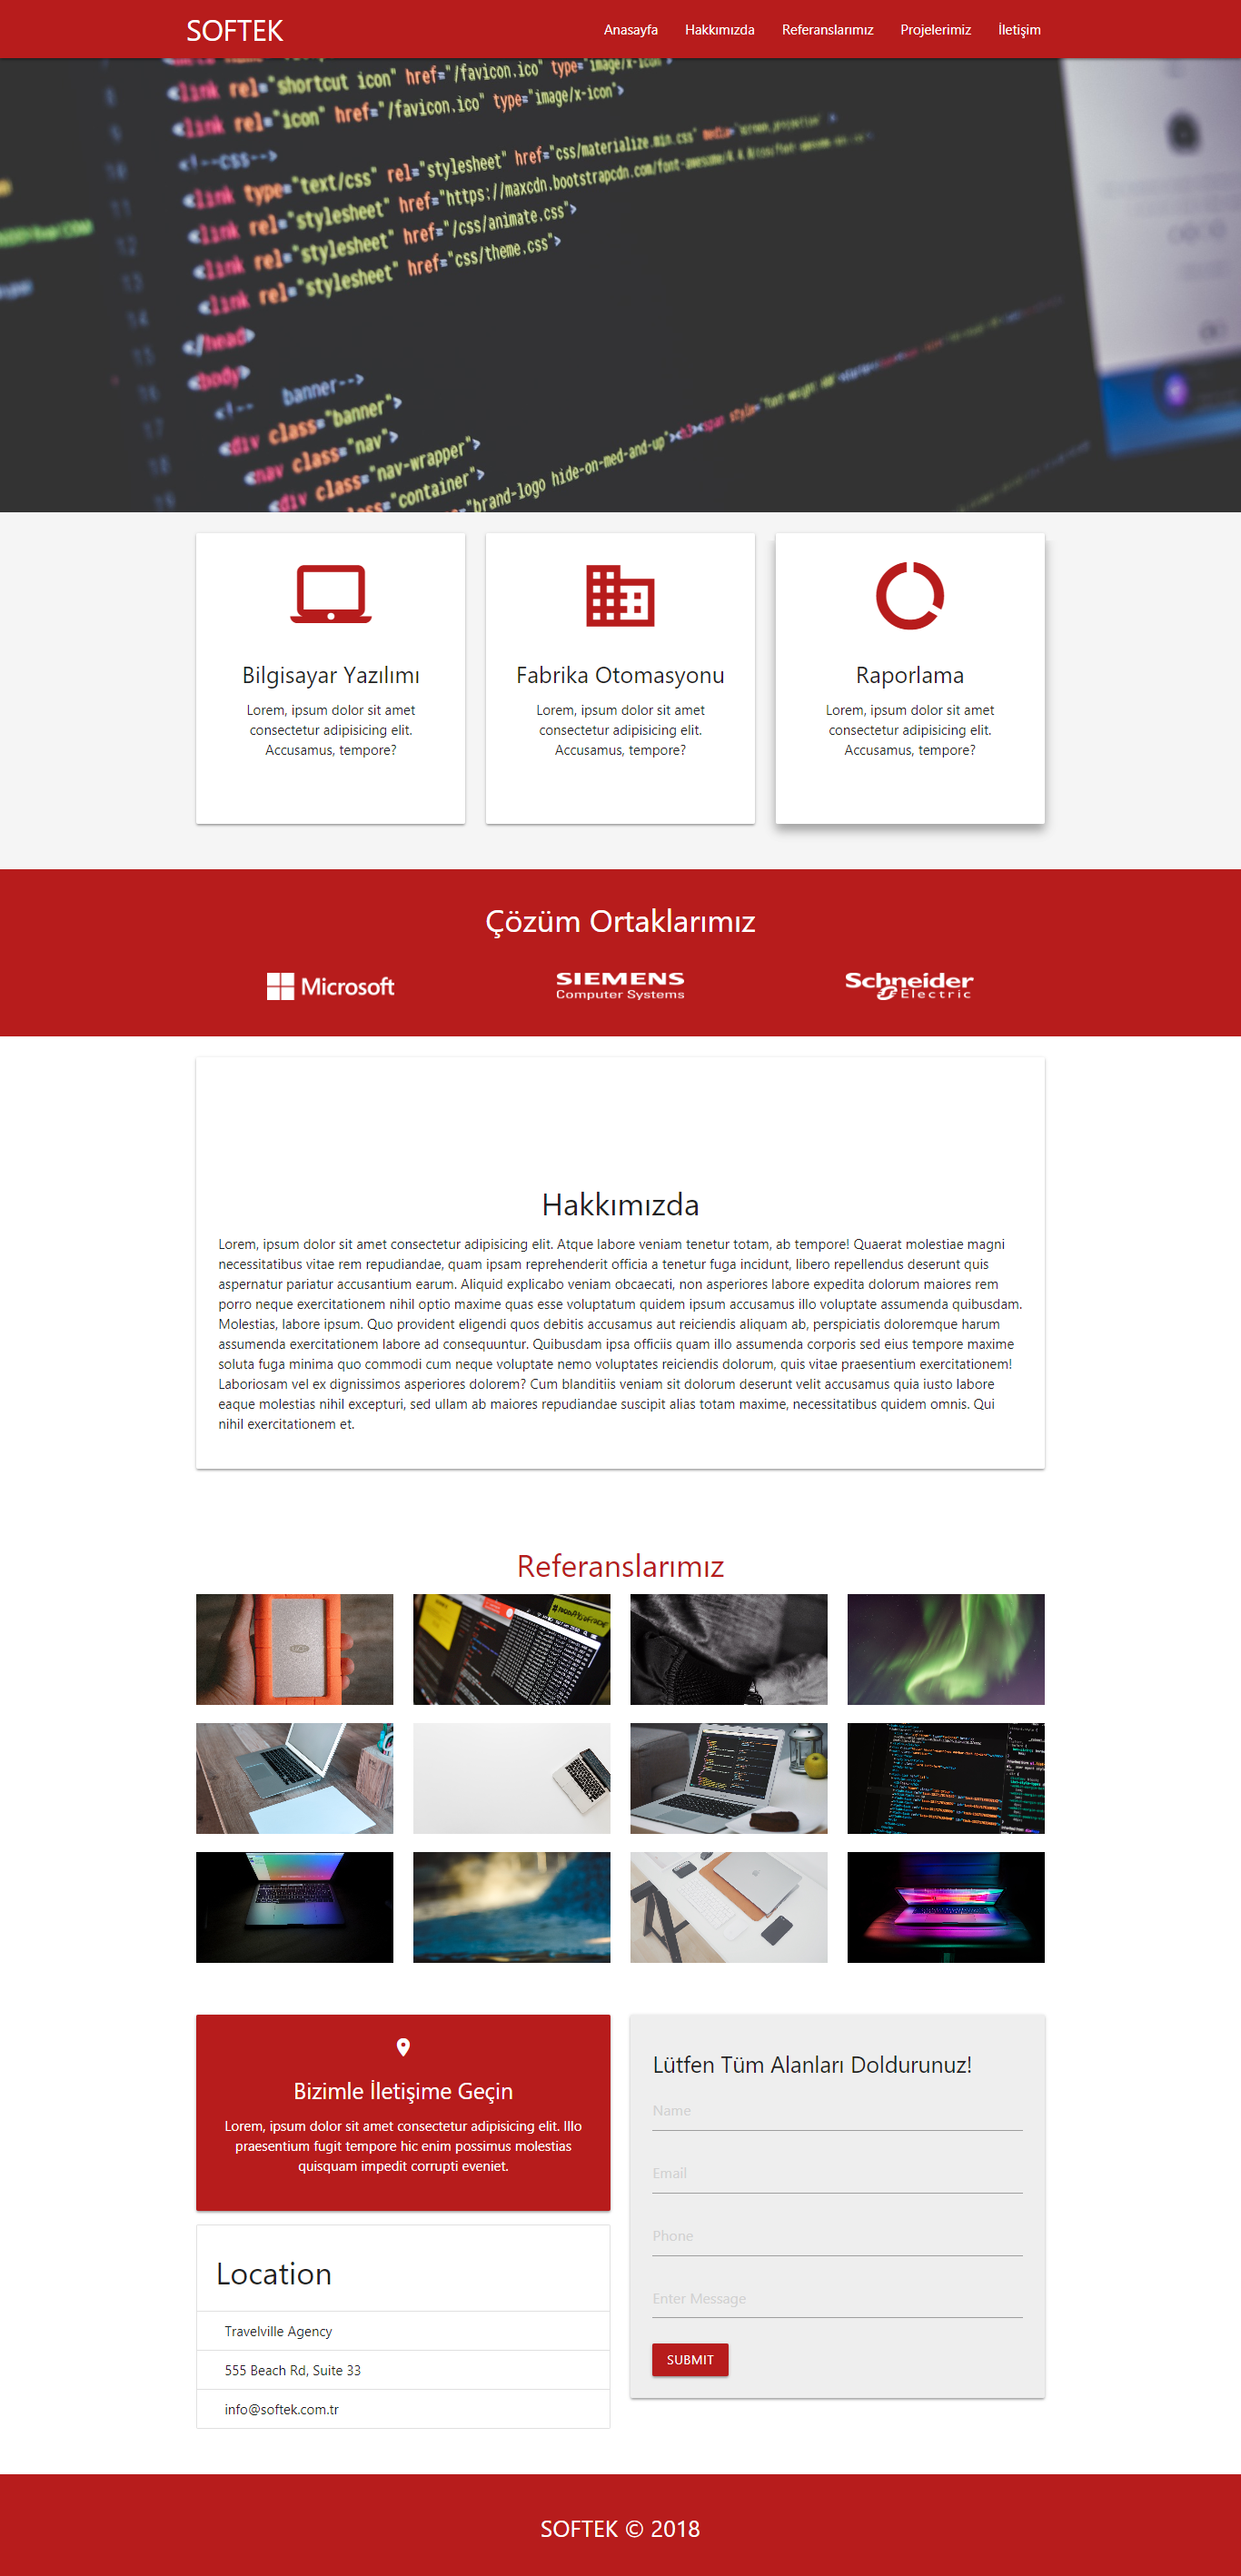 SOFTEK
Anasayfa Hakkımızda Referanslarımız Projelerimiz İletişim
<link rel="shortcut icon" href="/favicon.ico" type="image/x-icon">
<link rel="icon" href="/favicon.ico" type="image/x-icon">
<!--css-->
<link type="text/css" rel="stylesheet" href="css/materialize.min.css" media="screen,projection"
<link rel="stylesheet" href="https://maxcdn.bootstrapcdn.com/font-awesome/4.
<link rel="stylesheet" href="/css/animate.css">
<link rel="stylesheet" href="css/theme.css">
</head>
<body>
<!-- banner-->
<div class="banner">
<nav class="nav">
<div class="nav-wrapper">
<div class="container">
"brand-logo hide-on-med-and-up"><span style="font-weight
Bilgisayar Yazılımı
Lorem, ipsum dolor sit amet
consectetur adipisicing elit.
Accusamus, tempore?
Fabrika Otomasyonu
Lorem, ipsum dolor sit amet
consectetur adipisicing elit.
Accusamus, tempore?
Raporlama
Lorem, ipsum dolor sit amet
consectetur adipisicing elit.
Accusamus, tempore?
Çözüm Ortaklarımız
Microsoft
SIEMENS
Computer Systems
Schneider
Electric
Hakkımızda
Lorem, ipsum dolor sit amet consectetur adipisicing elit. Atque labore veniam tenetur totam, ab tempore! Quaerat molestiae magni
necessitatibus vitae rem repudiandae, quam ipsam reprehenderit officia a tenetur fuga incidunt, libero repellendus deserunt quis
aspernatur pariatur accusantium earum. Aliquid explicabo veniam obcaecati, non asperiores labore expedita dolorum maiores rem
porro neque exercitationem nihil optio maxime quas esse voluptatum quidem ipsum accusamus illo voluptate assumenda quibusdam.
Molestias, labore ipsum. Quo provident eligendi quos debitis accusamus aut reiciendis aliquam ab, perspiciatis doloremque harum
assumenda exercitationem labore ad consequuntur. Quibusdam ipsa officiis quam illo assumenda corporis sed eius tempore maxime
soluta fuga minima quo commodi cum neque voluptate nemo voluptates reiciendis dolorum, quis vitae praesentium exercitationem!
Laboriosam vel ex dignissimos asperiores dolorem? Cum blanditiis veniam sit dolorum deserunt velit accusamus quia iusto labore
eaque molestias nihil excepturi, sed ullam ab maiores repudiandae suscipit alias totam maxime, necessitatibus quidem omnis. Qui
nihil exercitationem et.
Referanslarımız
Bizimle İletişime Geçin
Lorem, ipsum dolor sit amet consectetur adipisicing elit. Illo
praesentium fugit tempore hic enim possimus molestias
quisquam impedit corrupti eveniet.
Location
Travelville Agency
555 Beach Rd, Suite 33
info@softek.com.tr
Lütfen Tüm Alanları Doldurunuz!
Name
Email
Phone
Enter Message
SUBMIT
SOFTEK © 2018